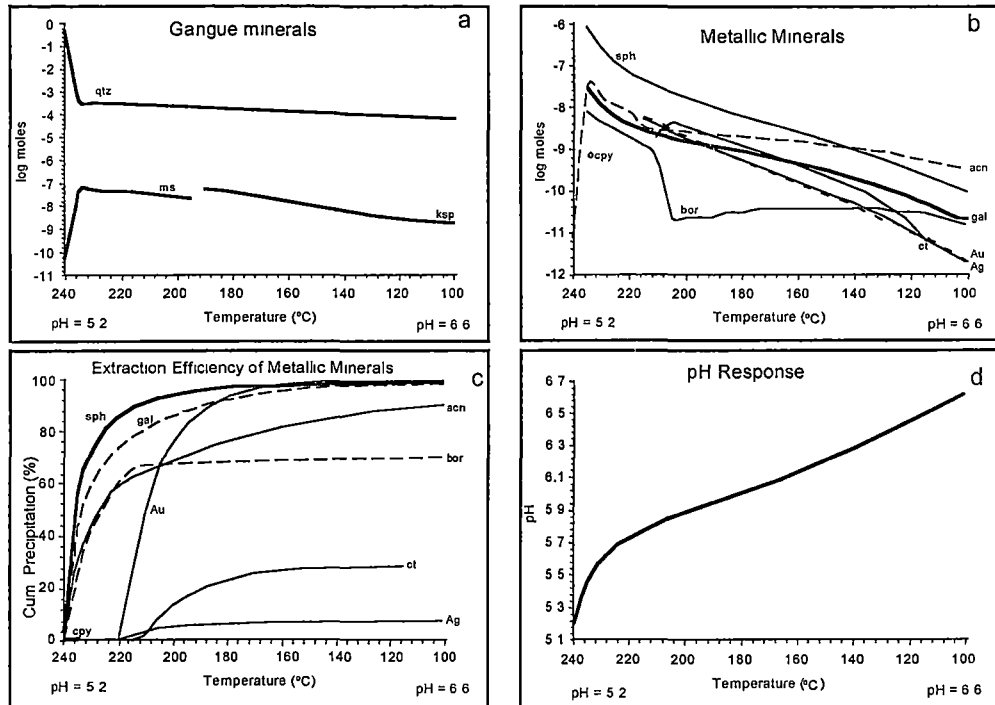 a
Gangue minerals
0
-1
-2
-3
-4
-5
-6
-7
-8
-9
-10
-11
log moles
qtz
ms
ksp
240 220 200 180 160 140 120 100
pH = 5 2
Temperature (ºC)
pH = 6 6
b
Metallic Minerals
-6
-7
-8
-9
-10
-11
-12
log moles
sph
cpy
bor
acn
gal
ct
Au
Ag
240 220 200 180 160 140 120 100
pH = 5 2
Temperature (ºC)
pH = 6 6
Extraction Efficiency of Metallic Minerals
c
100
80
60
40
20
0
Cum Precipitation (%)
sph
gal
acn
bor
Au
ct
cpy
Ag
240 220 200 180 160 140 120 100
pH = 5 2
Temperature (ºC)
pH = 6 6
pH Response
d
6 7
6 5
6 3
6 1
5 9
5 7
5 5
5 3
5 1
pH
240 220 200 180 160 140 120 100
pH = 5 2
Temperature (ºC)
pH = 6 6